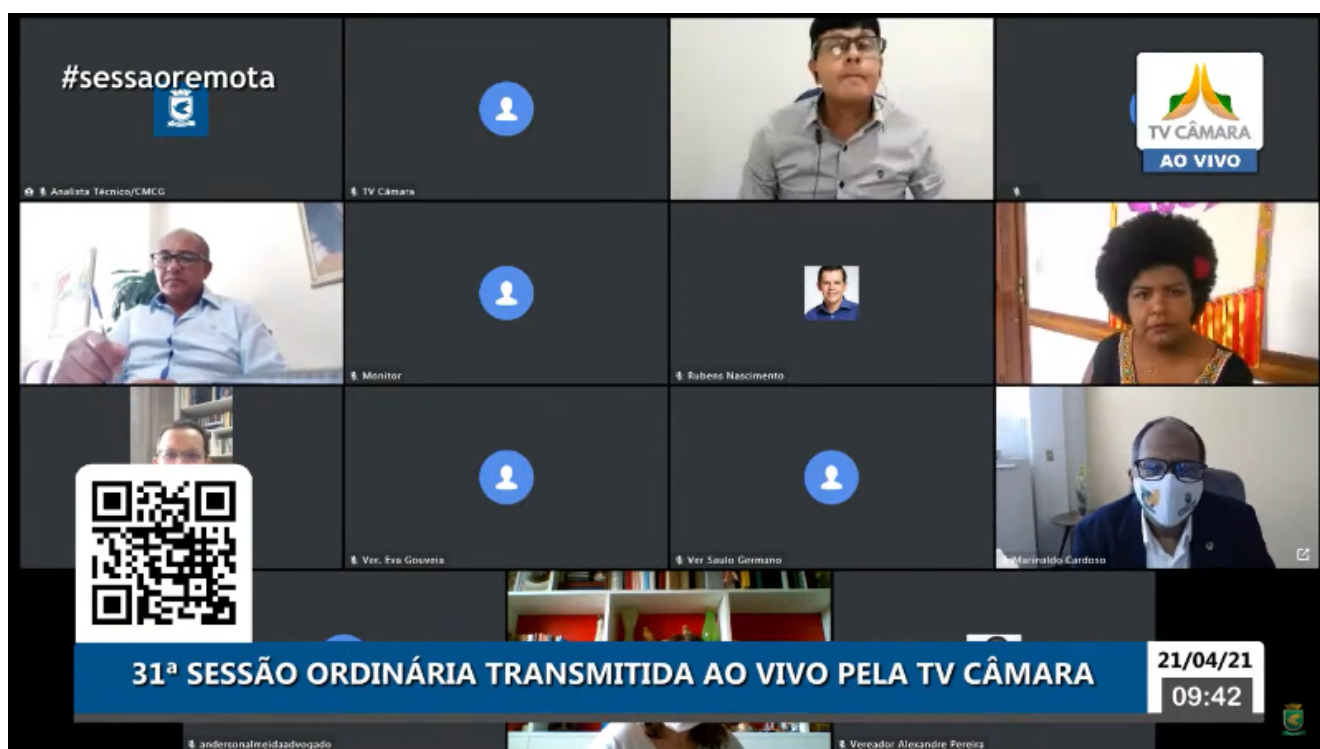 #sessaoremota
TV CÂMARA
AO VIVO
Analista Técnico/CMCG
TV Câmara
Monitor
Rubens Nascimento
Ver. Eva Gouveia
Ver Saulo Germano
Marinaldo Cardoso
31ª SESSÃO ORDINÁRIA TRANSMITIDA AO VIVO PELA TV CÂMARA
21/04/21
09:42
andersonalmeidaadvogado
Vereador Alexandre Pereira